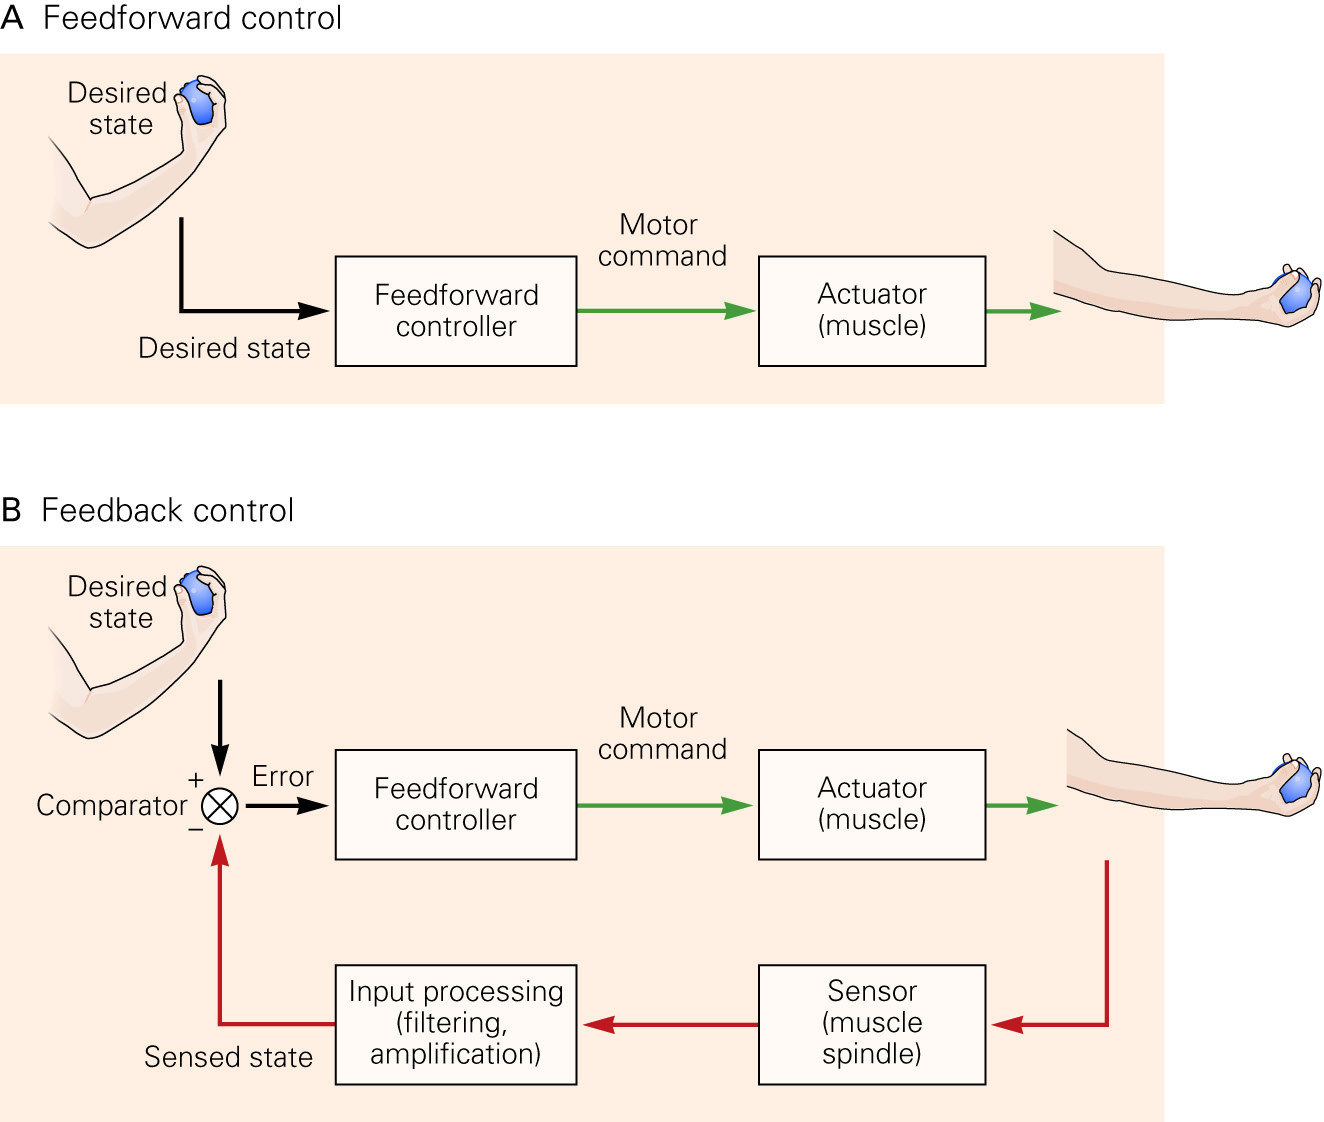 A Feedforward control
Desired
state
Motor
command
Feedforward
controller
Actuator
(muscle)
Desired state
B Feedback control
Desired
state
Motor
command
+
Error
Comparator
−
Feedforward
controller
Actuator
(muscle)
Input processing
(filtering,
amplification)
Sensor
(muscle
spindle)
Sensed state